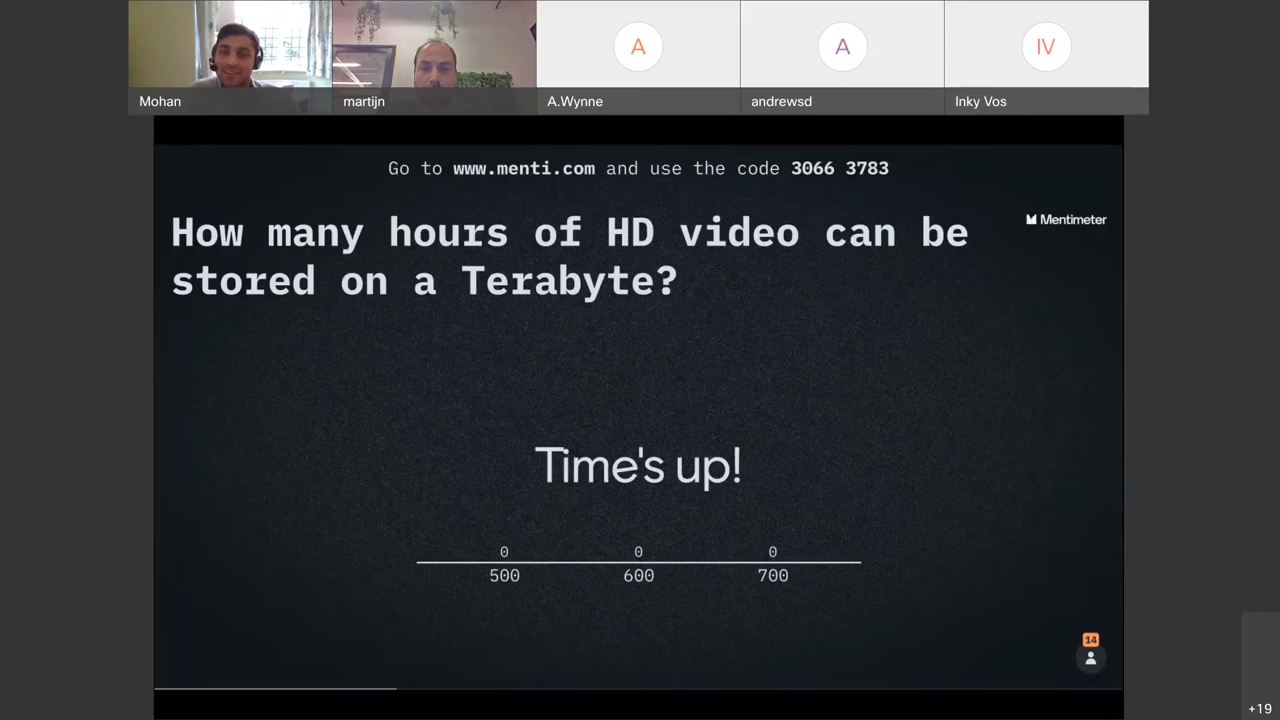 A
A
IV
Mohan
martijn
A.Wynne
andrewsd
Inky Vos
Go to www.menti.com and use the code 3066 3783
Mentimeter
How many hours of HD video can be
stored on a Terabyte?
Time's up!
0 0 0
500 600 700
14
+19